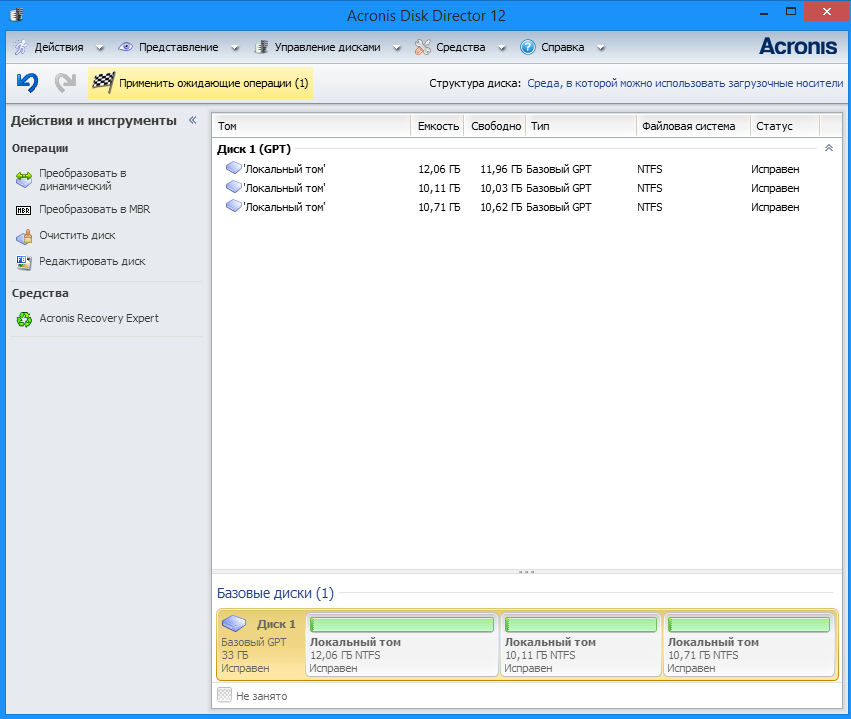 Acronis Disk Director 12
Действия Представление Управление дисками Средства Справка Acronis
Применить ожидающие операции (1) Структура диска: Среда, в которой можно использовать загрузочные носители
Действия и инструменты «
Операции
Преобразовать в
динамический
Преобразовать в MBR
Очистить диск
Редактировать диск
Средства
Acronis Recovery Expert
Том Емкость Свободно Тип Файловая система Статус
Диск 1 (GPT)
'Локальный том' 12,06 ГБ 11,96 ГБ Базовый GPT NTFS Исправен
'Локальный том' 10,11 ГБ 10,03 ГБ Базовый GPT NTFS Исправен
'Локальный том' 10,71 ГБ 10,62 ГБ Базовый GPT NTFS Исправен
Базовые диски (1)
Диск 1
Базовый GPT
33 ГБ
Исправен
Локальный том
12,06 ГБ NTFS
Исправен
Локальный том
10,11 ГБ NTFS
Исправен
Локальный том
10,71 ГБ NTFS
Исправен
Не занято